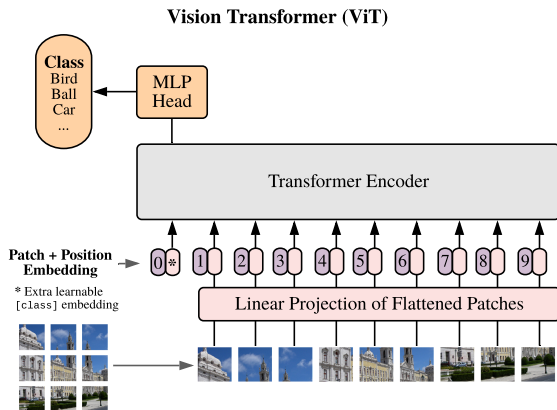 Vision Transformer (ViT)
Class
Bird
Ball
Car
...
MLP
Head
Transformer Encoder
Patch + Position
Embedding
0 * 1 2 3 4 5 6 7 8 9
* Extra learnable
[class] embedding
Linear Projection of Flattened Patches